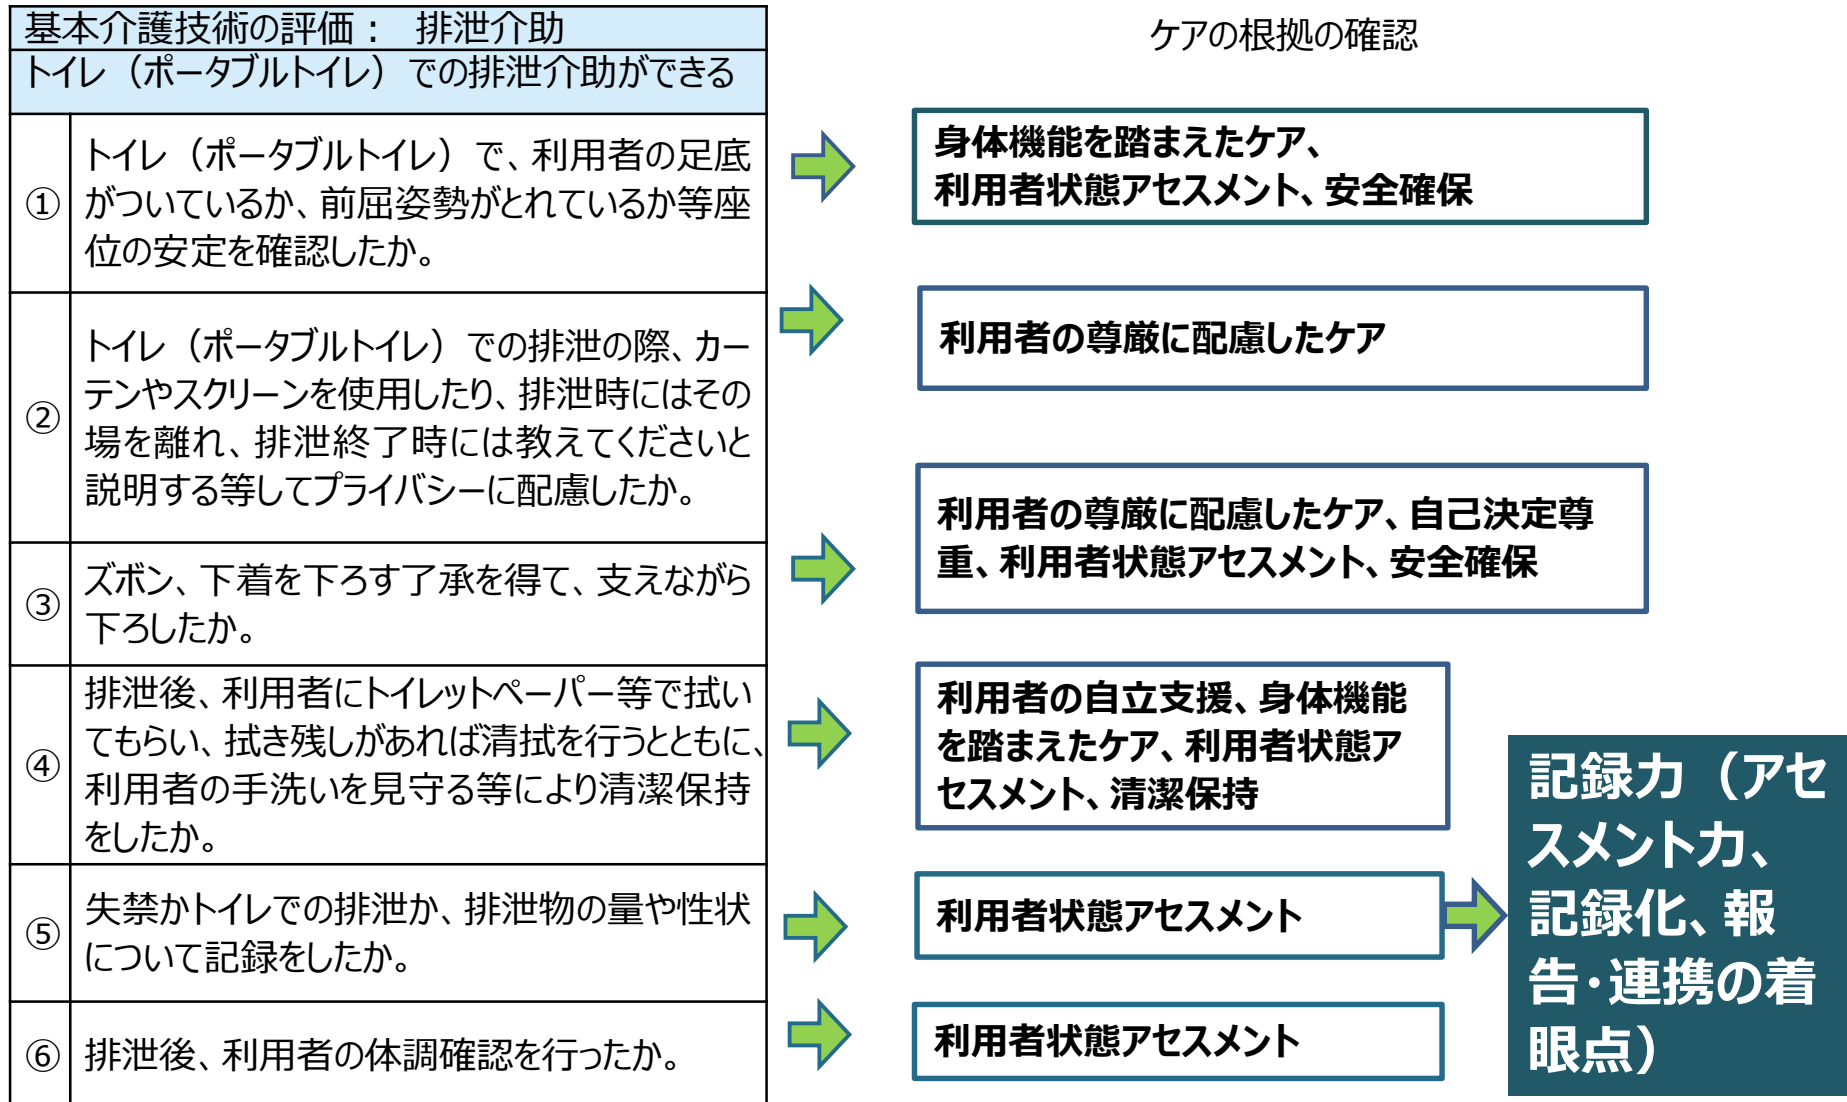 基本介護技術の評価： 排泄介助
トイレ（ポータブルトイレ）での排泄介助ができる
ケアの根拠の確認
①
トイレ（ポータブルトイレ）で、利用者の足底
がついているか、前屈姿勢がとれているか等座
位の安定を確認したか。
身体機能を踏まえたケア、
利用者状態アセスメント、安全確保
②
トイレ（ポータブルトイレ）での排泄の際、カー
テンやスクリーンを使用したり、排泄時にはその
場を離れ、排泄終了時には教えてくださいと
説明する等してプライバシーに配慮したか。
利用者の尊厳に配慮したケア
③
ズボン、下着を下ろす了承を得て、支えながら
下ろしたか。
利用者の尊厳に配慮したケア、自己決定尊
重、利用者状態アセスメント、安全確保
④
排泄後、利用者にトイレットペーパー等で拭い
てもらい、拭き残しがあれば清拭を行うとともに、
利用者の手洗いを見守る等により清潔保持
をしたか。
利用者の自立支援、身体機能
を踏まえたケア、利用者状態ア
セスメント、清潔保持
⑤
失禁かトイレでの排泄か、排泄物の量や性状
について記録をしたか。
利用者状態アセスメント
⑥
排泄後、利用者の体調確認を行ったか。
利用者状態アセスメント
記録力（アセ
スメント力、
記録化、報
告・連携の着
眼点）